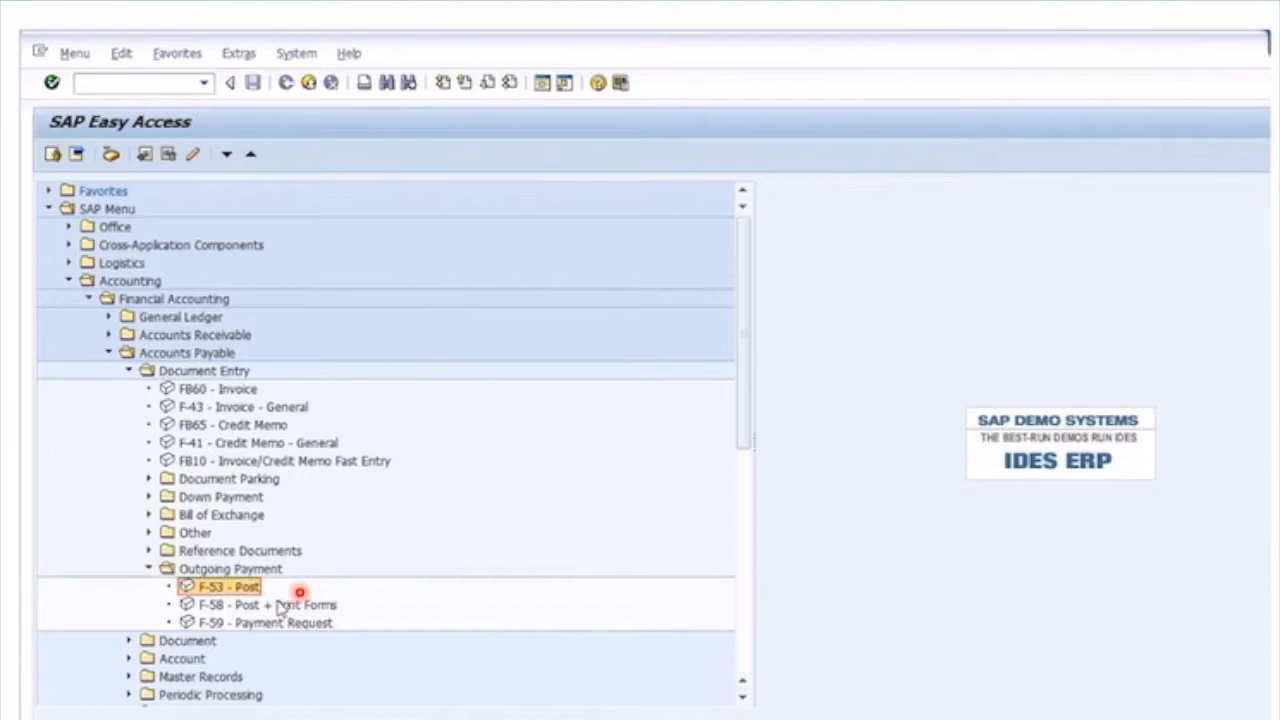 Menu Edit Favorites Extras System Help
SAP Easy Access
Favorites
SAP Menu
Office
Cross-Application Components
Logistics
Accounting
Financial Accounting
General Ledger
Accounts Receivable
Accounts Payable
Document Entry
FB60 - Invoice
F-43 - Invoice - General
FB65 - Credit Memo
F-41 - Credit Memo - General
FB10 - Invoice/Credit Memo Fast Entry
Document Parking
Down Payment
Bill of Exchange
Other
Reference Documents
Outgoing Payment
F-53 - Post
F-58 - Post + Print Forms
F-59 - Payment Request
Document
Account
Master Records
Periodic Processing
SAP DEMO SYSTEMS
THE BEST-RUN DEMOS RUN IDES
IDES ERP